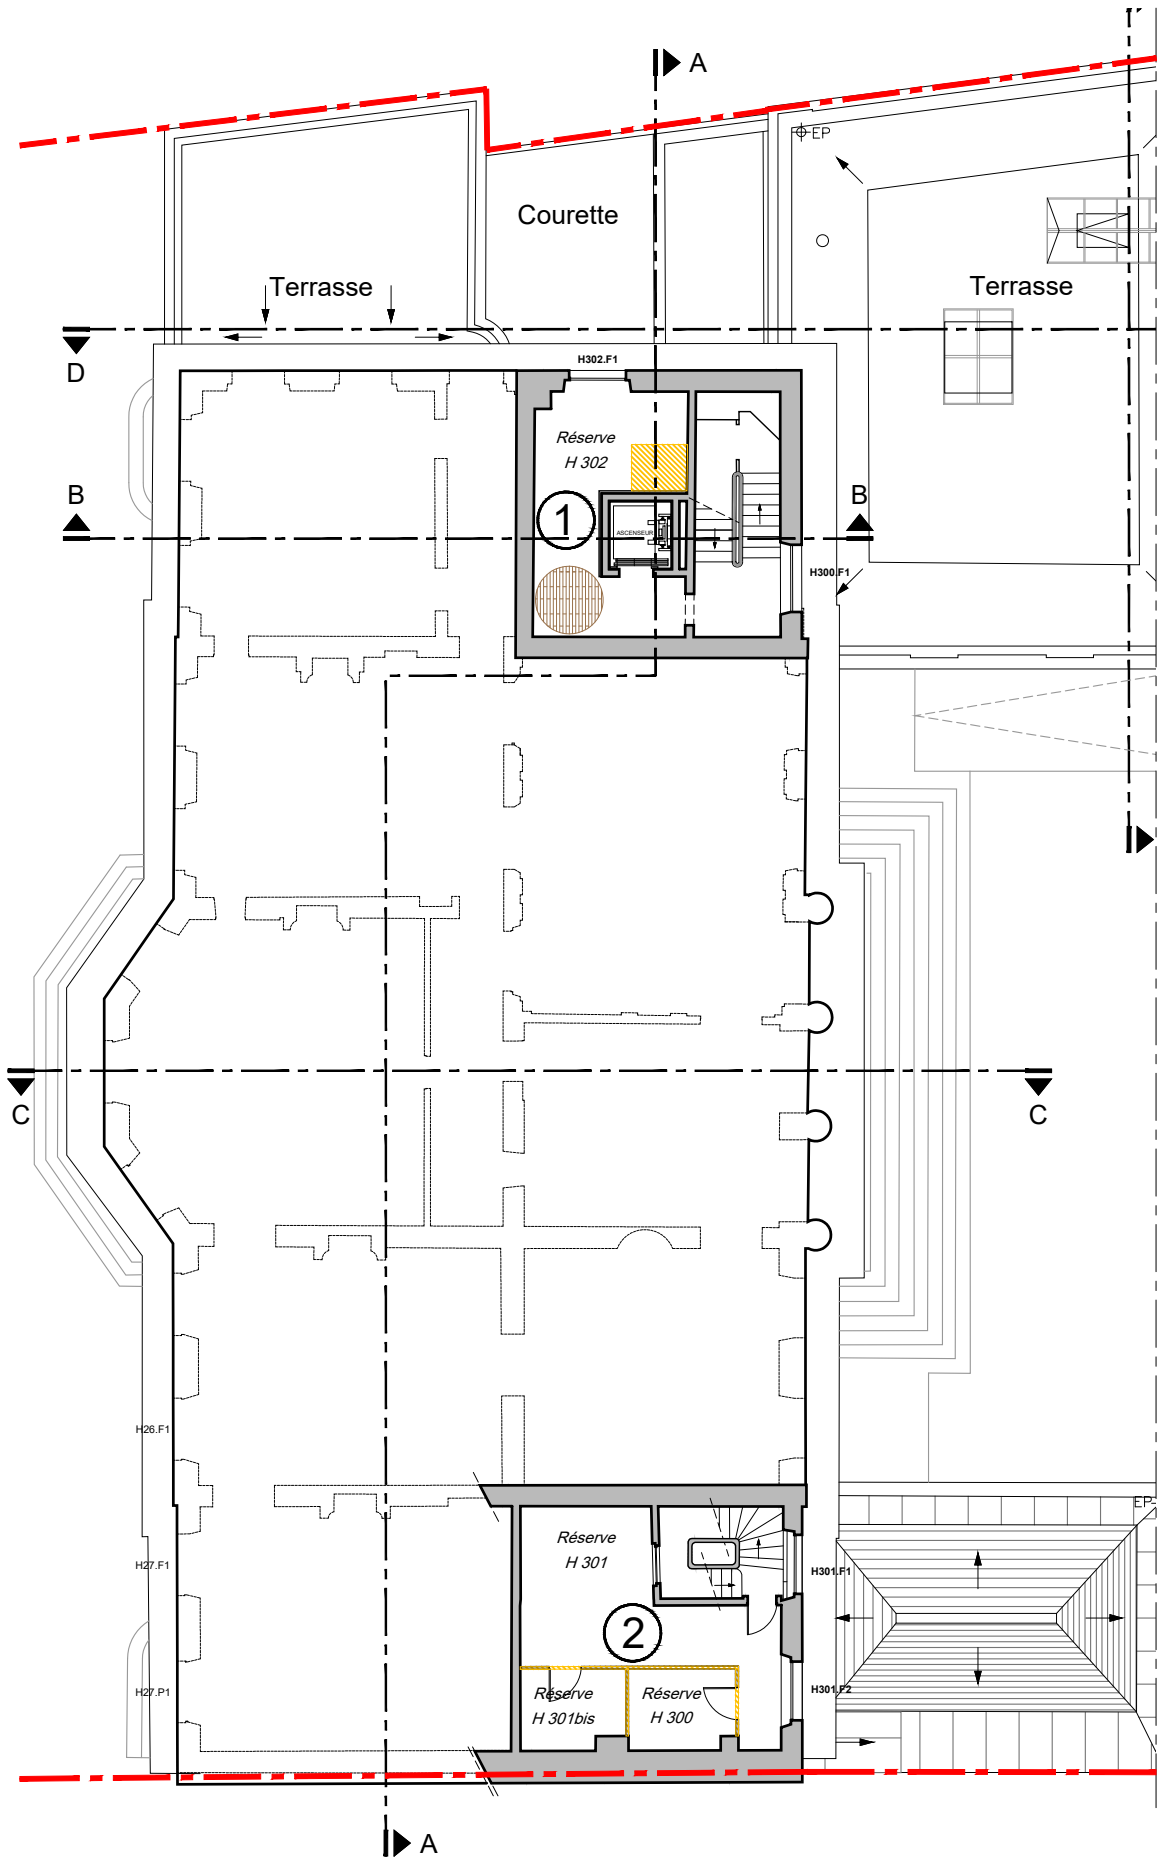 A
EP
Courette
Terrasse
Terrasse
D
H302.F1
Réserve
H 302
B
B
1
ASCENSEUR
H300.F1
C
C
H26.F1
H27.F1
Réserve
H 301
H301.F1
EP
2
H27.P1
Réserve
H 301bis
Réserve
H 300
H301.F2
A